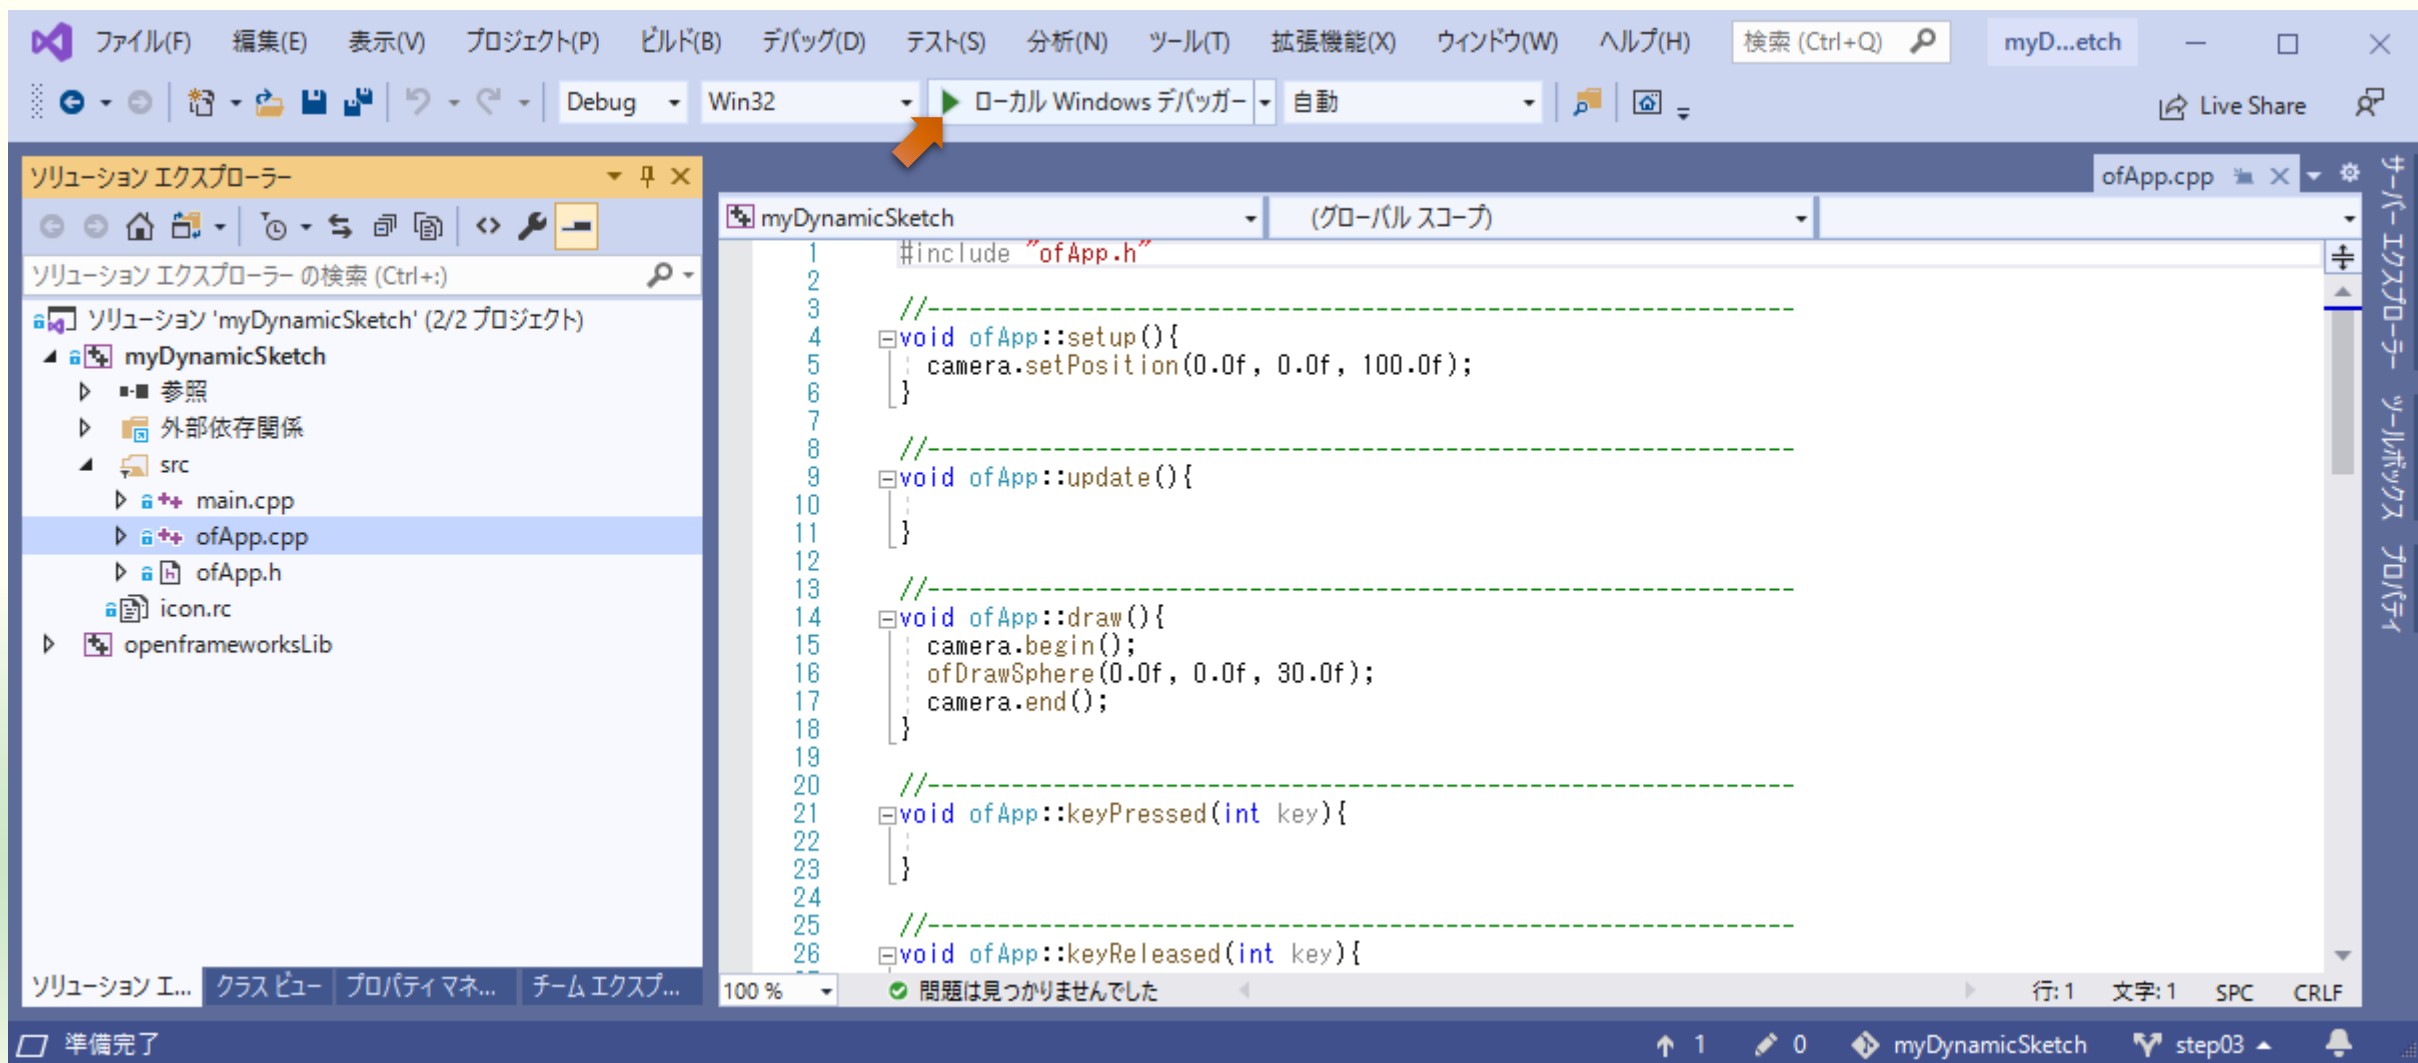 ファイル(F) 編集(E) 表示(V) プロジェクト(P) ビルド(B) デバッグ(D) テスト(S) 分析(N) ツール(T) 拡張機能(X) ウィンドウ(W) ヘルプ(H) 検索 (Ctrl+Q) myD...etch
Debug Win32 ローカル Windows デバッガー 自動 Live Share
ソリューション エクスプローラー
ソリューション エクスプローラー の検索 (Ctrl+:)
ソリューション 'myDynamicSketch' (2/2 プロジェクト)
myDynamicSketch
参照
外部依存関係
src
main.cpp
ofApp.cpp
ofApp.h
icon.rc
openframeworksLib
ソリューション エ... クラス ビュー プロパティ マネ... チーム エクスプ...
ofApp.cpp
myDynamicSketch (グローバル スコープ)
1 #include "ofApp.h"
2
3 //--------------------------------------------------------------
4 void ofApp::setup(){
5 camera.setPosition(0.0f, 0.0f, 100.0f);
6 }
7
8 //--------------------------------------------------------------
9 void ofApp::update(){
10
11 }
12
13 //--------------------------------------------------------------
14 void ofApp::draw(){
15 camera.begin();
16 ofDrawSphere(0.0f, 0.0f, 30.0f);
17 camera.end();
18 }
19
20 //--------------------------------------------------------------
21 void ofApp::keyPressed(int key){
22
23 }
24
25 //--------------------------------------------------------------
26 void ofApp::keyReleased(int key){
100 % 問題は見つかりませんでした 行: 1 文字: 1 SPC CRLF
サーバー エクスプローラー
ツールボックス
プロパティ
準備完了 1 0 myDynamicSketch step03